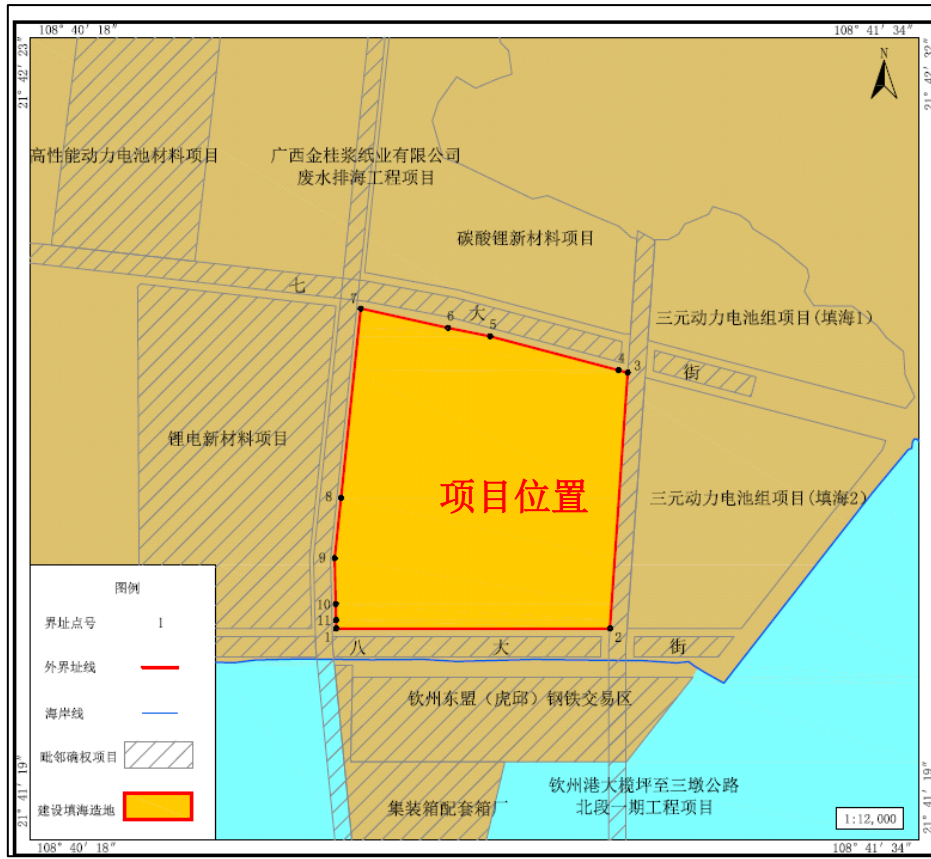 108° 40′ 18″
108° 41′ 34″
21° 42′ 23″
21° 42′ 23″
N
高性能动力电池材料项目
广西金桂浆纸业有限公司
废水排海工程项目
碳酸锂新材料项目
七
大
街
7
6
5
4
3
三元动力电池组项目(填海1)
锂电新材料项目
8
项目位置
三元动力电池组项目(填海2)
9
10
11
1
2
八
大
街
图例
界址点号
1
外界址线
海岸线
毗邻确权项目
建设填海造地
钦州东盟（虎邱）钢铁交易区
集装箱配套箱厂
钦州港大榄坪至三墩公路
北段一期工程项目
1:12,000
21° 41′ 19″
21° 41′ 19″
108° 40′ 18″
108° 41′ 34″